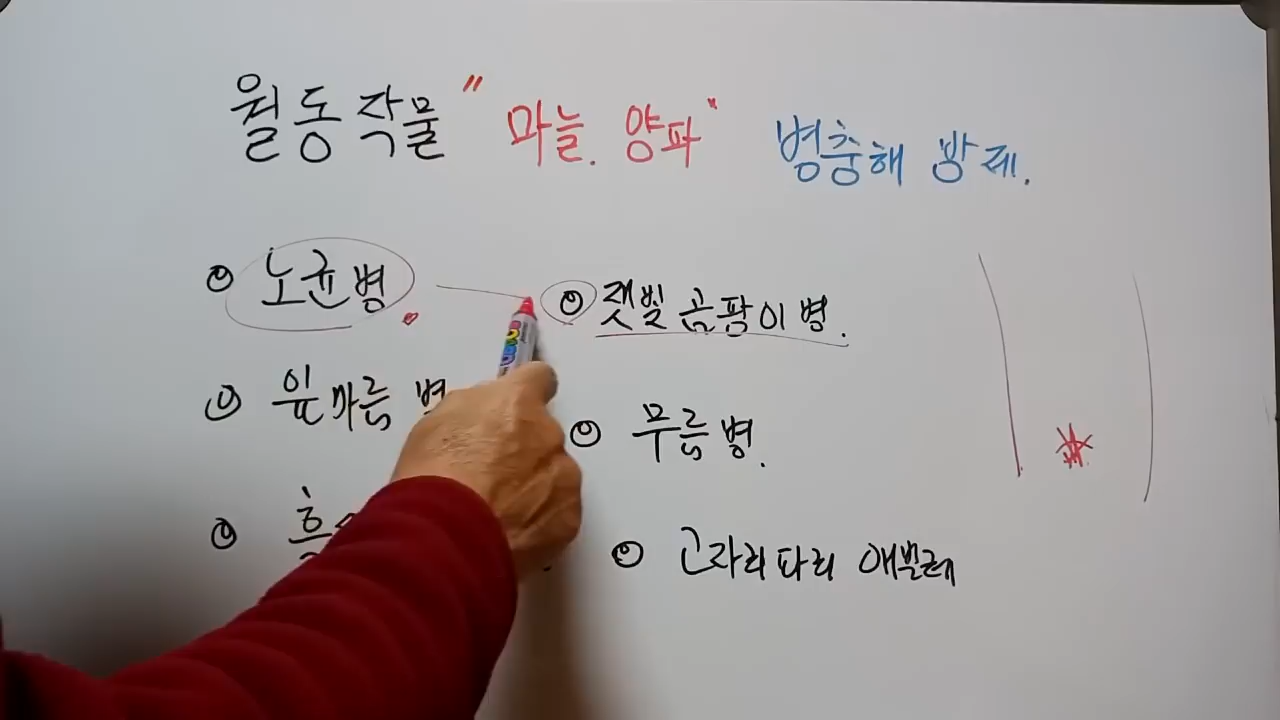 월동작물 "마늘. 양파" 병충해 방제.
노균병
잿빛곰팡이병.
잎마름병
무름병.
고자리파리 애벌레